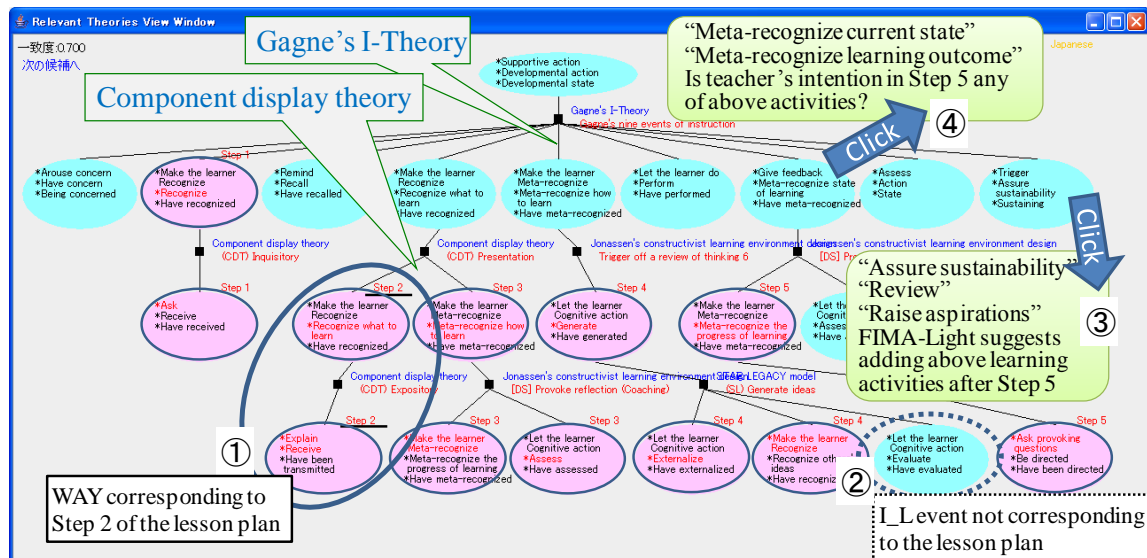 Relevant Theories View Window
一致度:0.700
次の候補へ
Japanese
Gagne's I-Theory
Component display theory
“Meta-recognize current state”
“Meta-recognize learning outcome”
Is teacher's intention in Step 5 any
of above activities?
Click
④
*Supportive action
*Developmental action
*Developmental state
Gagne's I-Theory
Gagne's nine events of instruction
*Arouse concern
*Have concern
*Being concerned
Step 1
*Make the learner
Recognize
*Recognize
*Have recognized
*Remind
*Recall
*Have recalled
*Make the learner
Recognize
*Recognize what to
learn
*Have recognized
*Make the learner
Meta-recognize
*Meta-recognize how
to learn
*Have meta-recognized
*Let the learner do
*Perform
*Have performed
*Give feedback
*Meta-recognize state
of learning
*Have meta-recognized
*Assess
*Action
*State
*Trigger
*Assure
sustainability
*Sustaining
Click
③
“Assure sustainability”
“Review”
“Raise aspirations”
FIMA-Light suggests
adding above learning
activities after Step 5
Component display theory
(CDT) Inquisitory
Component display theory
(CDT) Presentation
Jonassen's constructivist learning environment design
Trigger off a review of thinking 6
Jonassen's constructivist learning environment design
[DS] Pro
Step 1
*Ask
*Receive
*Have received
Step 2
*Make the learner
Recognize
*Recognize what to
learn
*Have recognized
Step 3
*Make the learner
Meta-recognize
*Meta-recognize how
to learn
*Have meta-recognized
Step 4
*Let the learner
Cognitive action
*Generate
*Have generated
Step 5
*Make the learner
Meta-recognize
*Meta-recognize the
progress of learning
*Have meta-recognized
*Let the
Cognitive
*Assess
*Have
Component display theory
(CDT) Expository
Jonassen's constructivist learning environment design
[DS] Provoke reflection (Coaching)
STAR LEGACY model
(SL) Generate ideas
①
Step 2
*Explain
*Receive
*Have been
transmitted
Step 3
*Make the learner
Recognize
*Meta-recognize the
progress of learning
*Have meta-recognized
Step 3
*Let the learner
Cognitive action
*Assess
*Have assessed
Step 4
*Let the learner
Cognitive action
*Externalize
*Have externalized
Step 4
*Make the learner
Recognize
*Recognize other
ideas
*Have recogniz
②
*Let the learner
Cognitive action
*Evaluate
*Have evaluated
Step 5
*Ask provoking
questions
*Be directed
*Have been directed
WAY corresponding to
Step 2 of the lesson plan
I_L event not corresponding
to the lesson plan